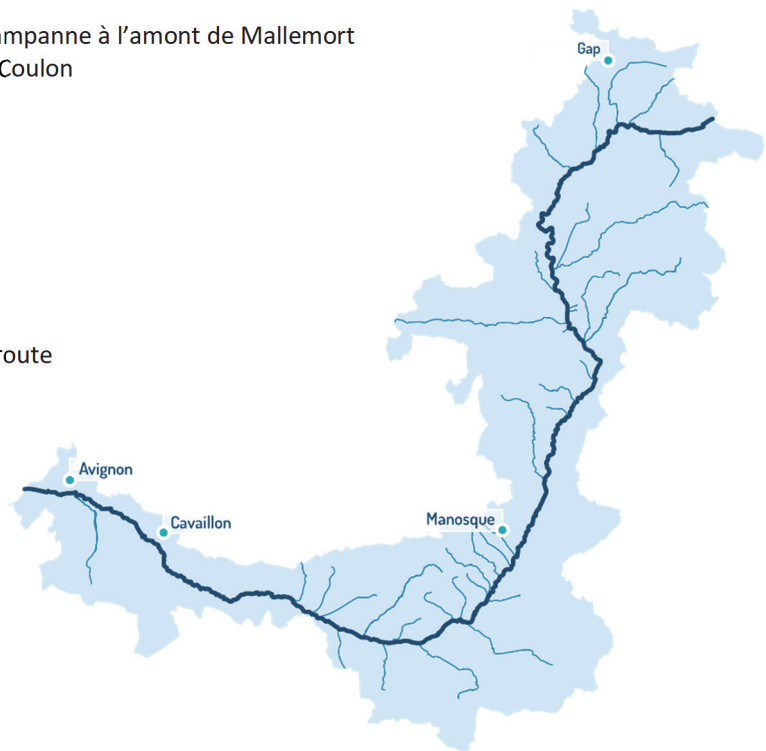 mpanne à l’amont de Mallemort
Coulon
Gap
route
Avignon
Cavaillon
Manosque